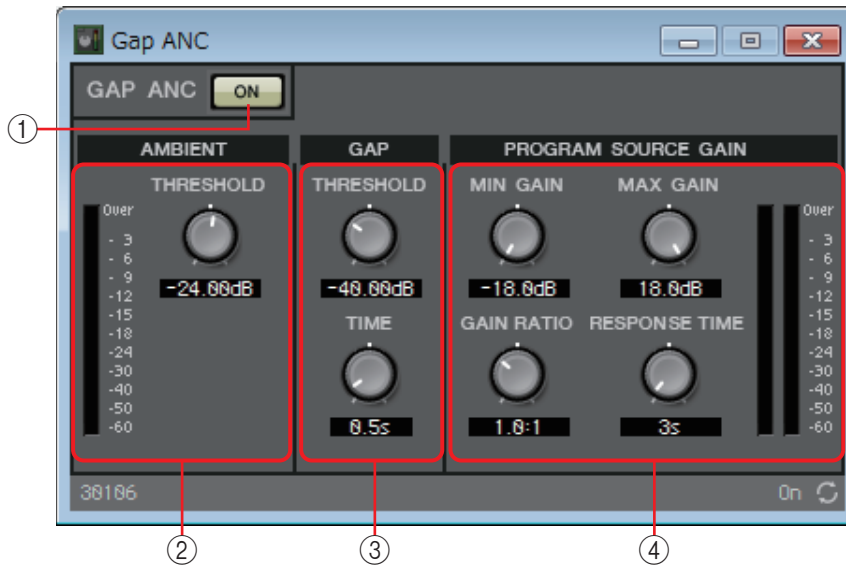 Gap ANC
GAP ANC ON
①
AMBIENT GAP PROGRAM SOURCE GAIN
THRESHOLD THRESHOLD MIN GAIN MAX GAIN
Over
- 3
- 6
- 9
-12
-15
-18
-24
-30
-40
-50
-60
-24.00dB -40.00dB -18.0dB 18.0dB
TIME GAIN RATIO RESPONSE TIME
0.5s 1.0:1 3s
Over
- 3
- 6
- 9
-12
-15
-18
-24
-30
-40
-50
-60
30106 On
② ③ ④